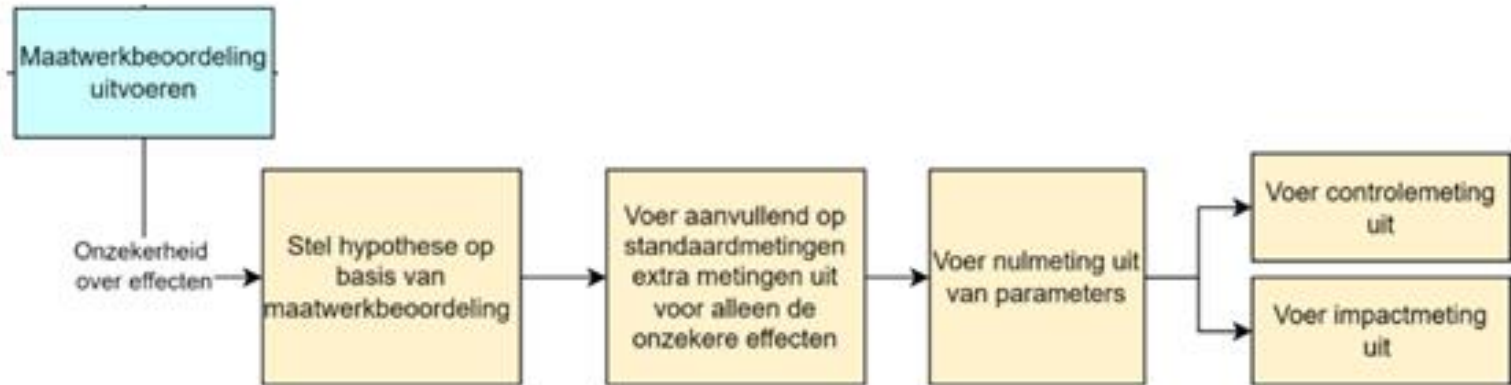 Maatwerkbeoordeling
uitvoeren
Onzekerheid
over effecten
Stel hypothese op
basis van
maatwerkbeoordeling
Voer aanvullend op
standaardmetingen
extra metingen uit
voor alleen de
onzekere effecten
Voer nulmeting uit
van parameters
Voer controlemeting
uit
Voer impactmeting
uit